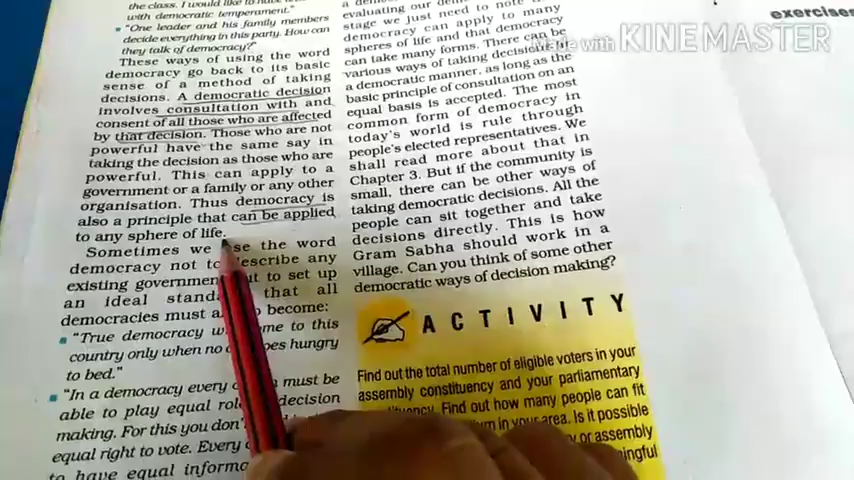 the class. I would like to have
with democratic temperament."
"One leader and his family members
decide everything in this party. How can
they talk of democracy?"
These ways of using the word
democracy go back to its basic
sense of a method of taking
decisions. A democratic decision
involves consultation with and
consent of all those who are affected
by that decision. Those who are not
powerful have the same say in
taking the decision as those who are
powerful. This can apply to a
government or a family or any other
organisation. Thus democracy is
also a principle that can be applied
to any sphere of life.
Sometimes we use the word
democracy not to describe any
existing government but to set up
an ideal standard that all
democracies must to become:
"True democracy will come to this
country only when no goes hungry
to bed."
"In a democracy every must be
able to play equal role decision
making. For this you don't
equal right to vote. Every
to have equal
evaluating our
stage we just need to note
democracy can apply to many
spheres of life and that democracy
can take many forms. There can be
various ways of taking decisions in
a democratic manner, as long as the
basic principle of consultation on an
equal basis is accepted. The most
common form of democracy in
today's world is rule through
people's elected representatives. We
shall read more about that in
Chapter 3. But if the community is
small, there can be other ways of
taking democratic decisions. All the
people can sit together and take
decisions directly. This is how
Gram Sabha should work in a
village. Can you think of some other
democratic ways of decision making?
ACTIVITY
Find out the total number of eligible voters in your
assembly constituency and your parliamentary
Find out how many people can fit
in your area. Is it possible
or assembly
exercises
Made with KINEMASTER